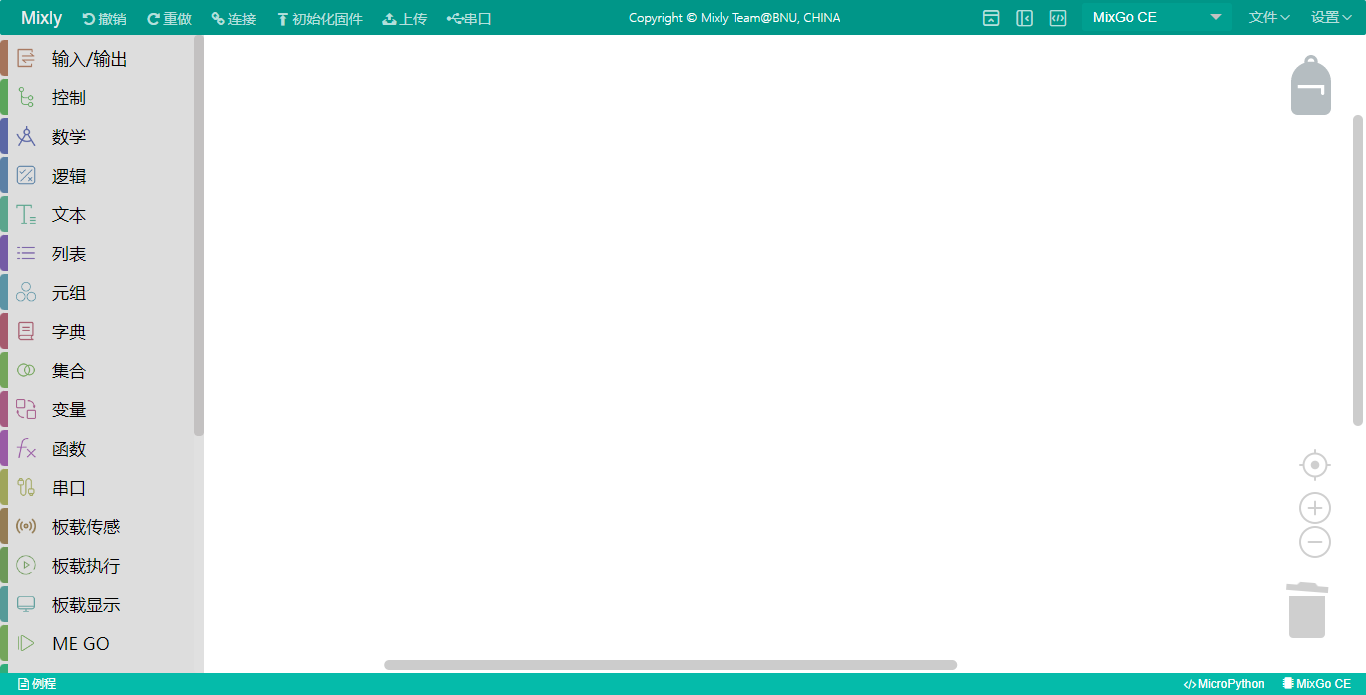 Mixly 撤销 重做 连接 初始化固件 上传 串口 Copyright © Mixly Team@BNU, CHINA MixGo CE 文件 设置
输入/输出
控制
数学
逻辑
文本
列表
元组
字典
集合
变量
函数
串口
板载传感
板载执行
板载显示
ME GO
例程 MicroPython MixGo CE